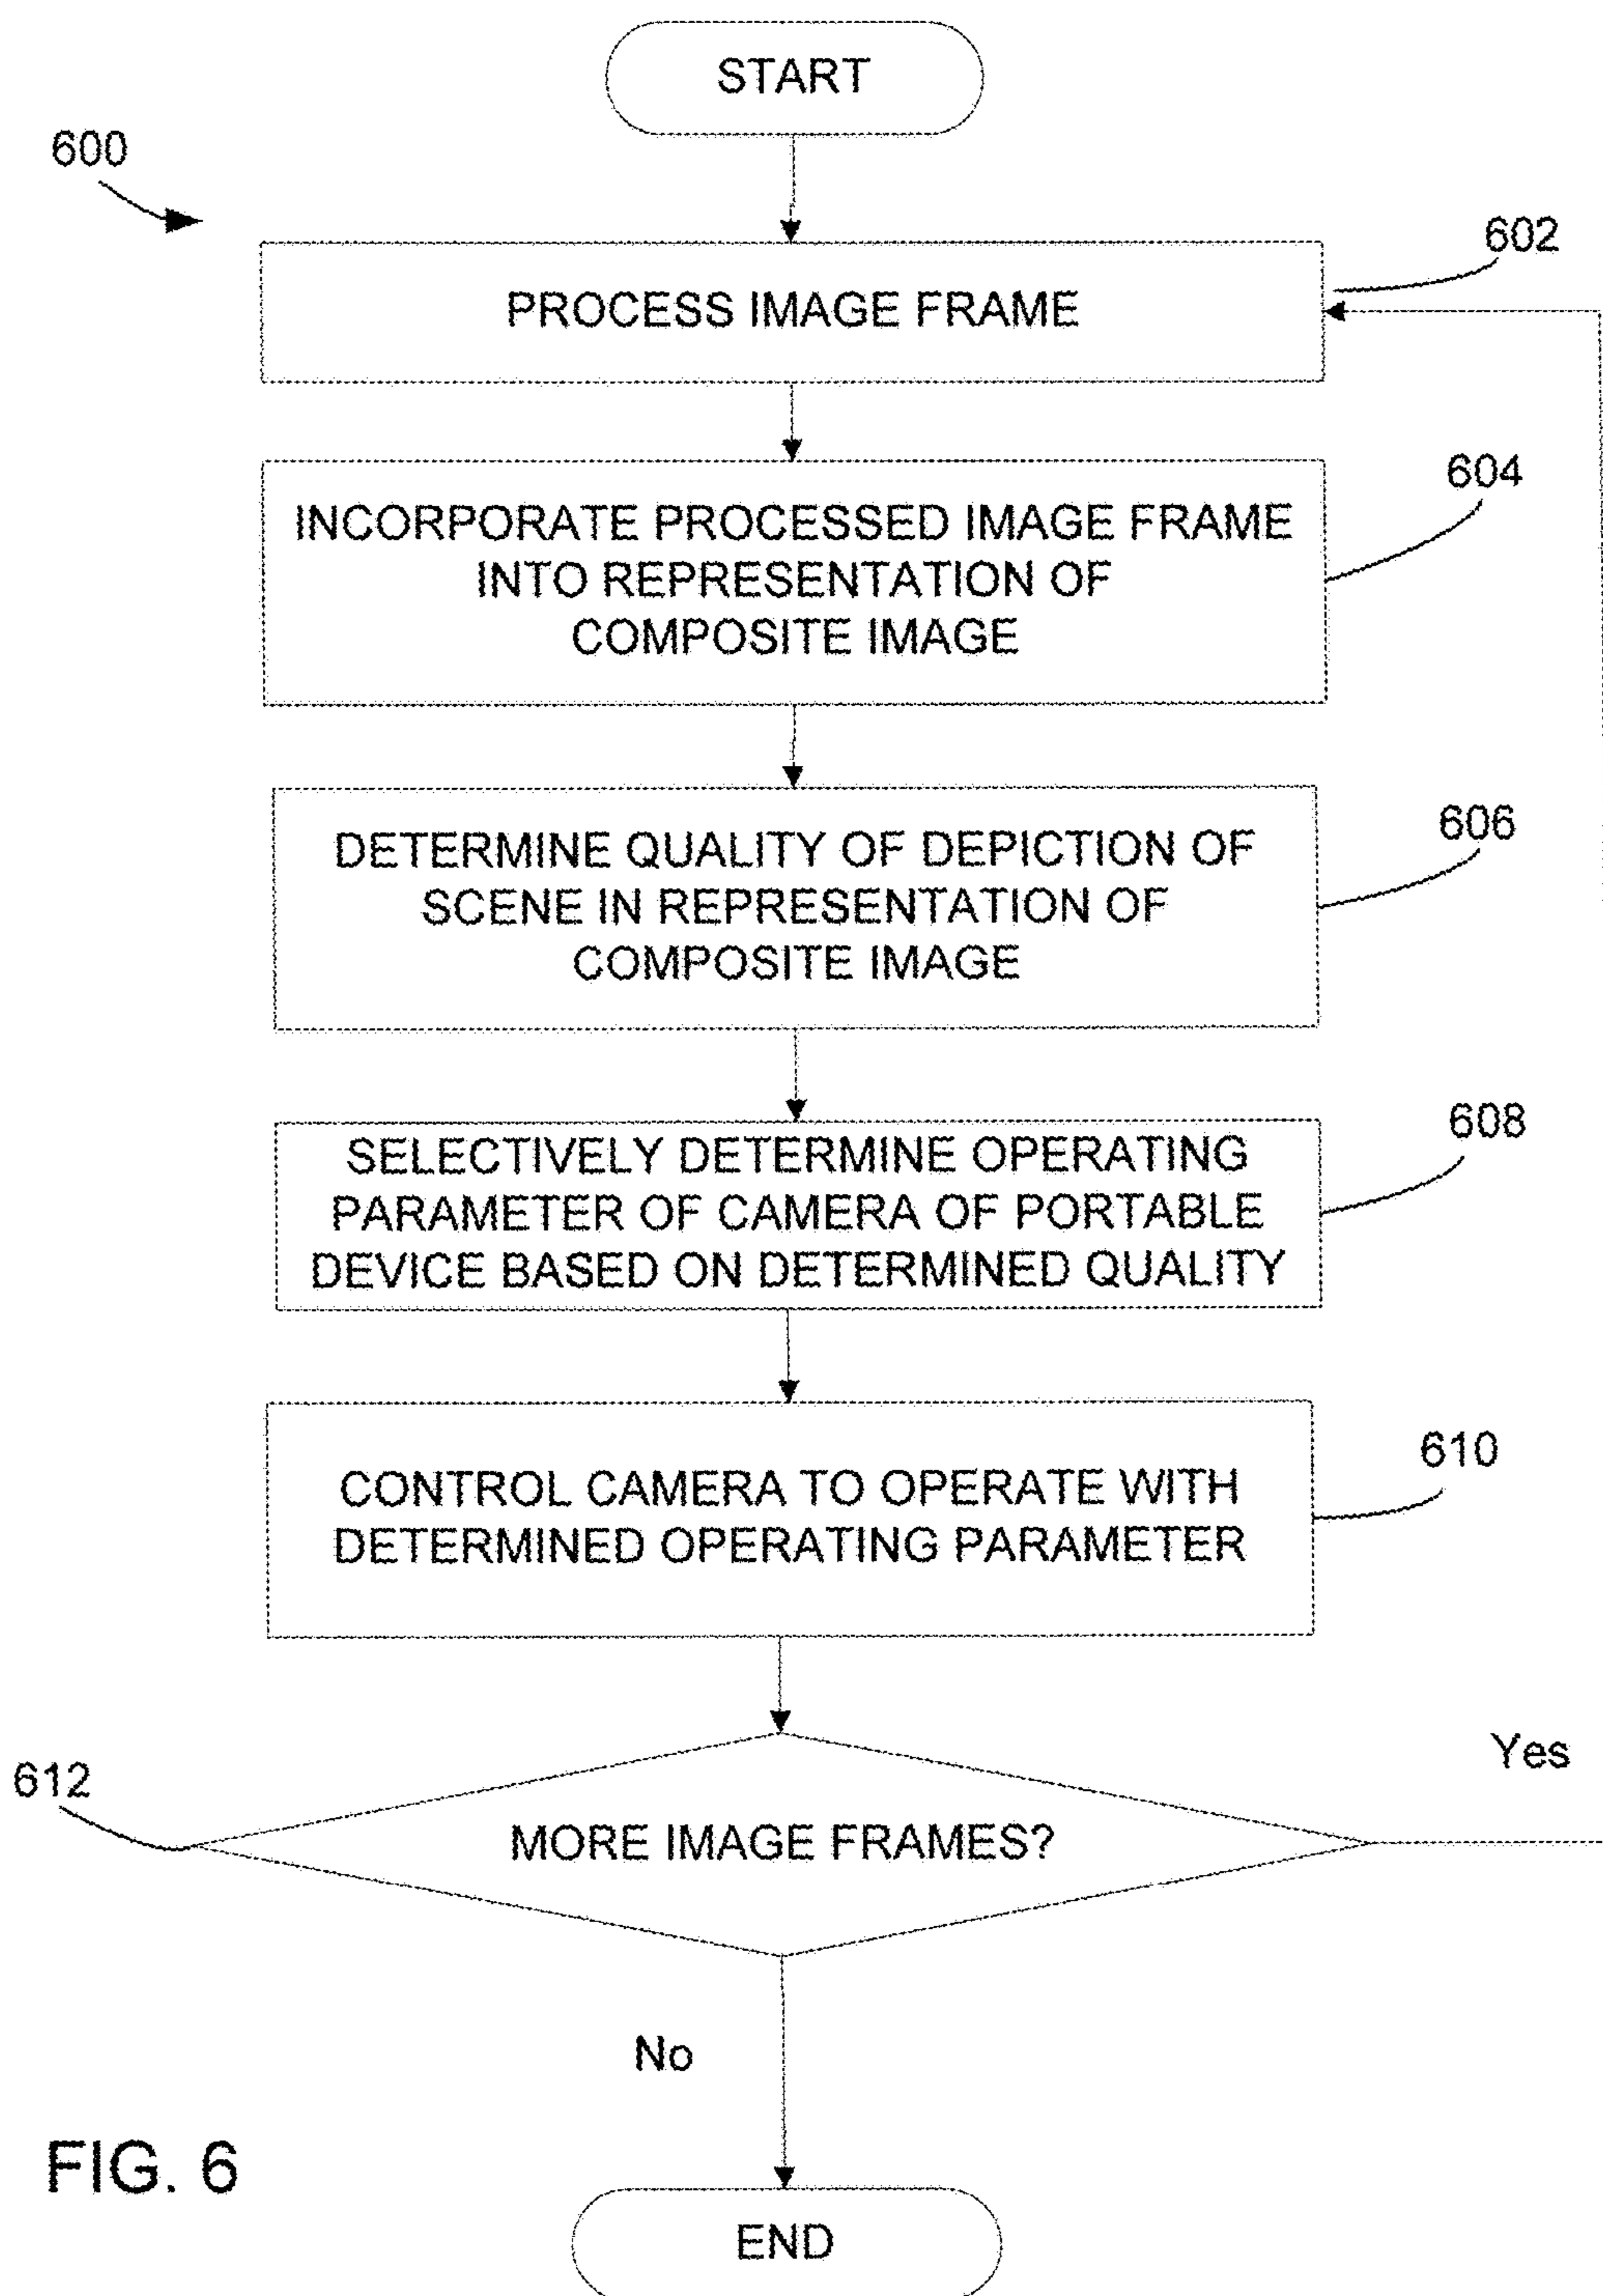 START
600
602
PROCESS IMAGE FRAME
604
INCORPORATE PROCESSED IMAGE FRAME
INTO REPRESENTATION OF
COMPOSITE IMAGE
606
DETERMINE QUALITY OF DEPICTION OF
SCENE IN REPRESENTATION OF
COMPOSITE IMAGE
608
SELECTIVELY DETERMINE OPERATING
PARAMETER OF CAMERA OF PORTABLE
DEVICE BASED ON DETERMINED QUALITY
610
CONTROL CAMERA TO OPERATE WITH
DETERMINED OPERATING PARAMETER
Yes
612
MORE IMAGE FRAMES?
No
FIG. 6
END